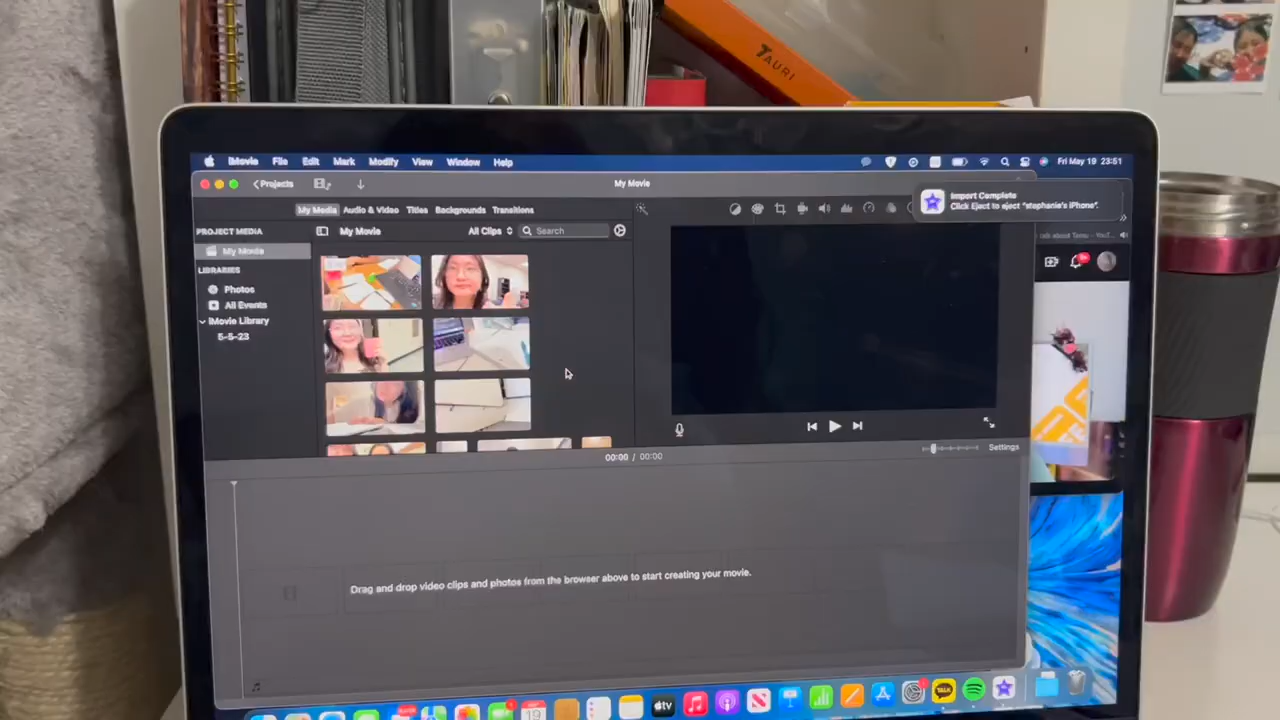 TAURI
iMovie File Edit Mark Modify View Window Help
Fri May 19 23:51
Projects
My Movie
Import Complete
Click Eject to eject "stephanie's iPhone".
My Media Audio & Video Titles Backgrounds Transitions
PROJECT MEDIA
My Movie
All Clips
Search
My Movie
LIBRARIES
Photos
All Events
iMovie Library
5-5-23
00:00 / 00:00
Settings
Drag and drop video clips and photos from the browser above to start creating your movie.
tv
TALK
19